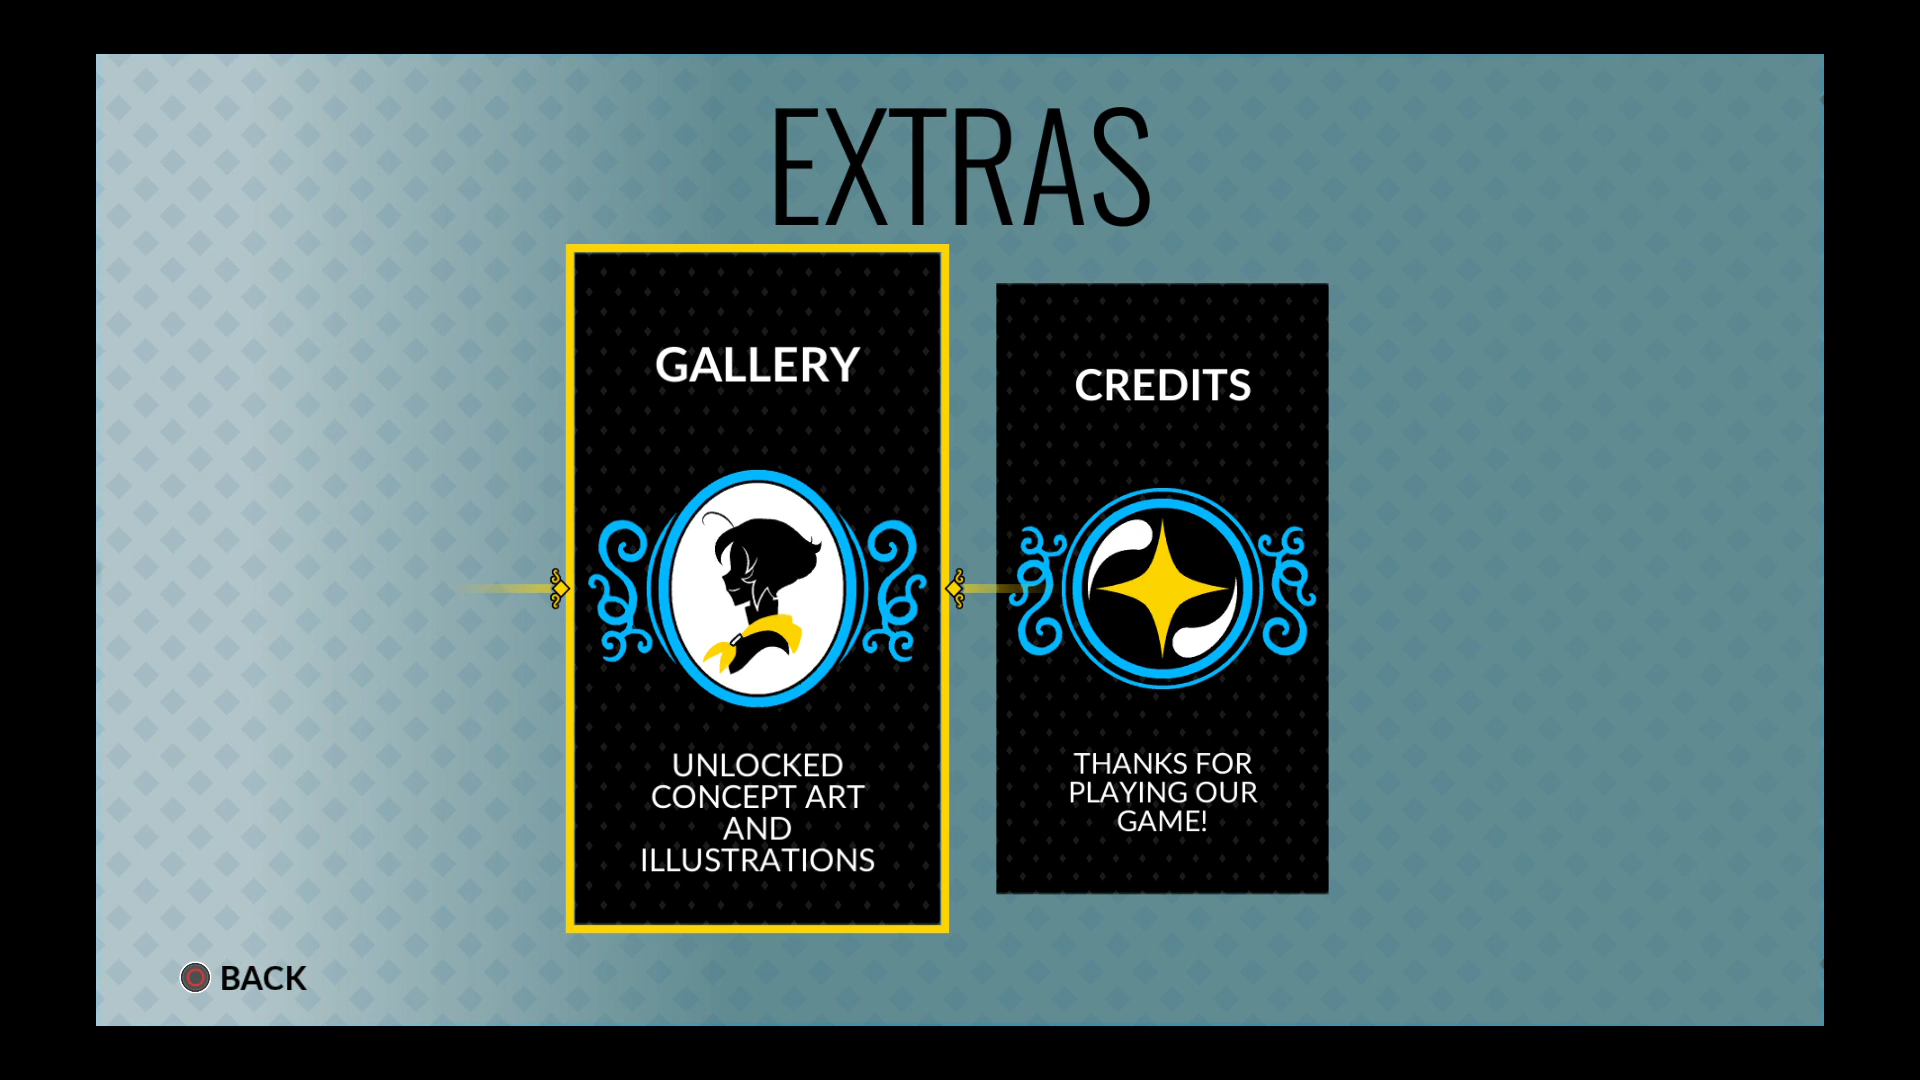 EXTRAS
GALLERY
UNLOCKED
CONCEPT ART
AND
ILLUSTRATIONS
CREDITS
THANKS FOR
PLAYING OUR
GAME!
BACK